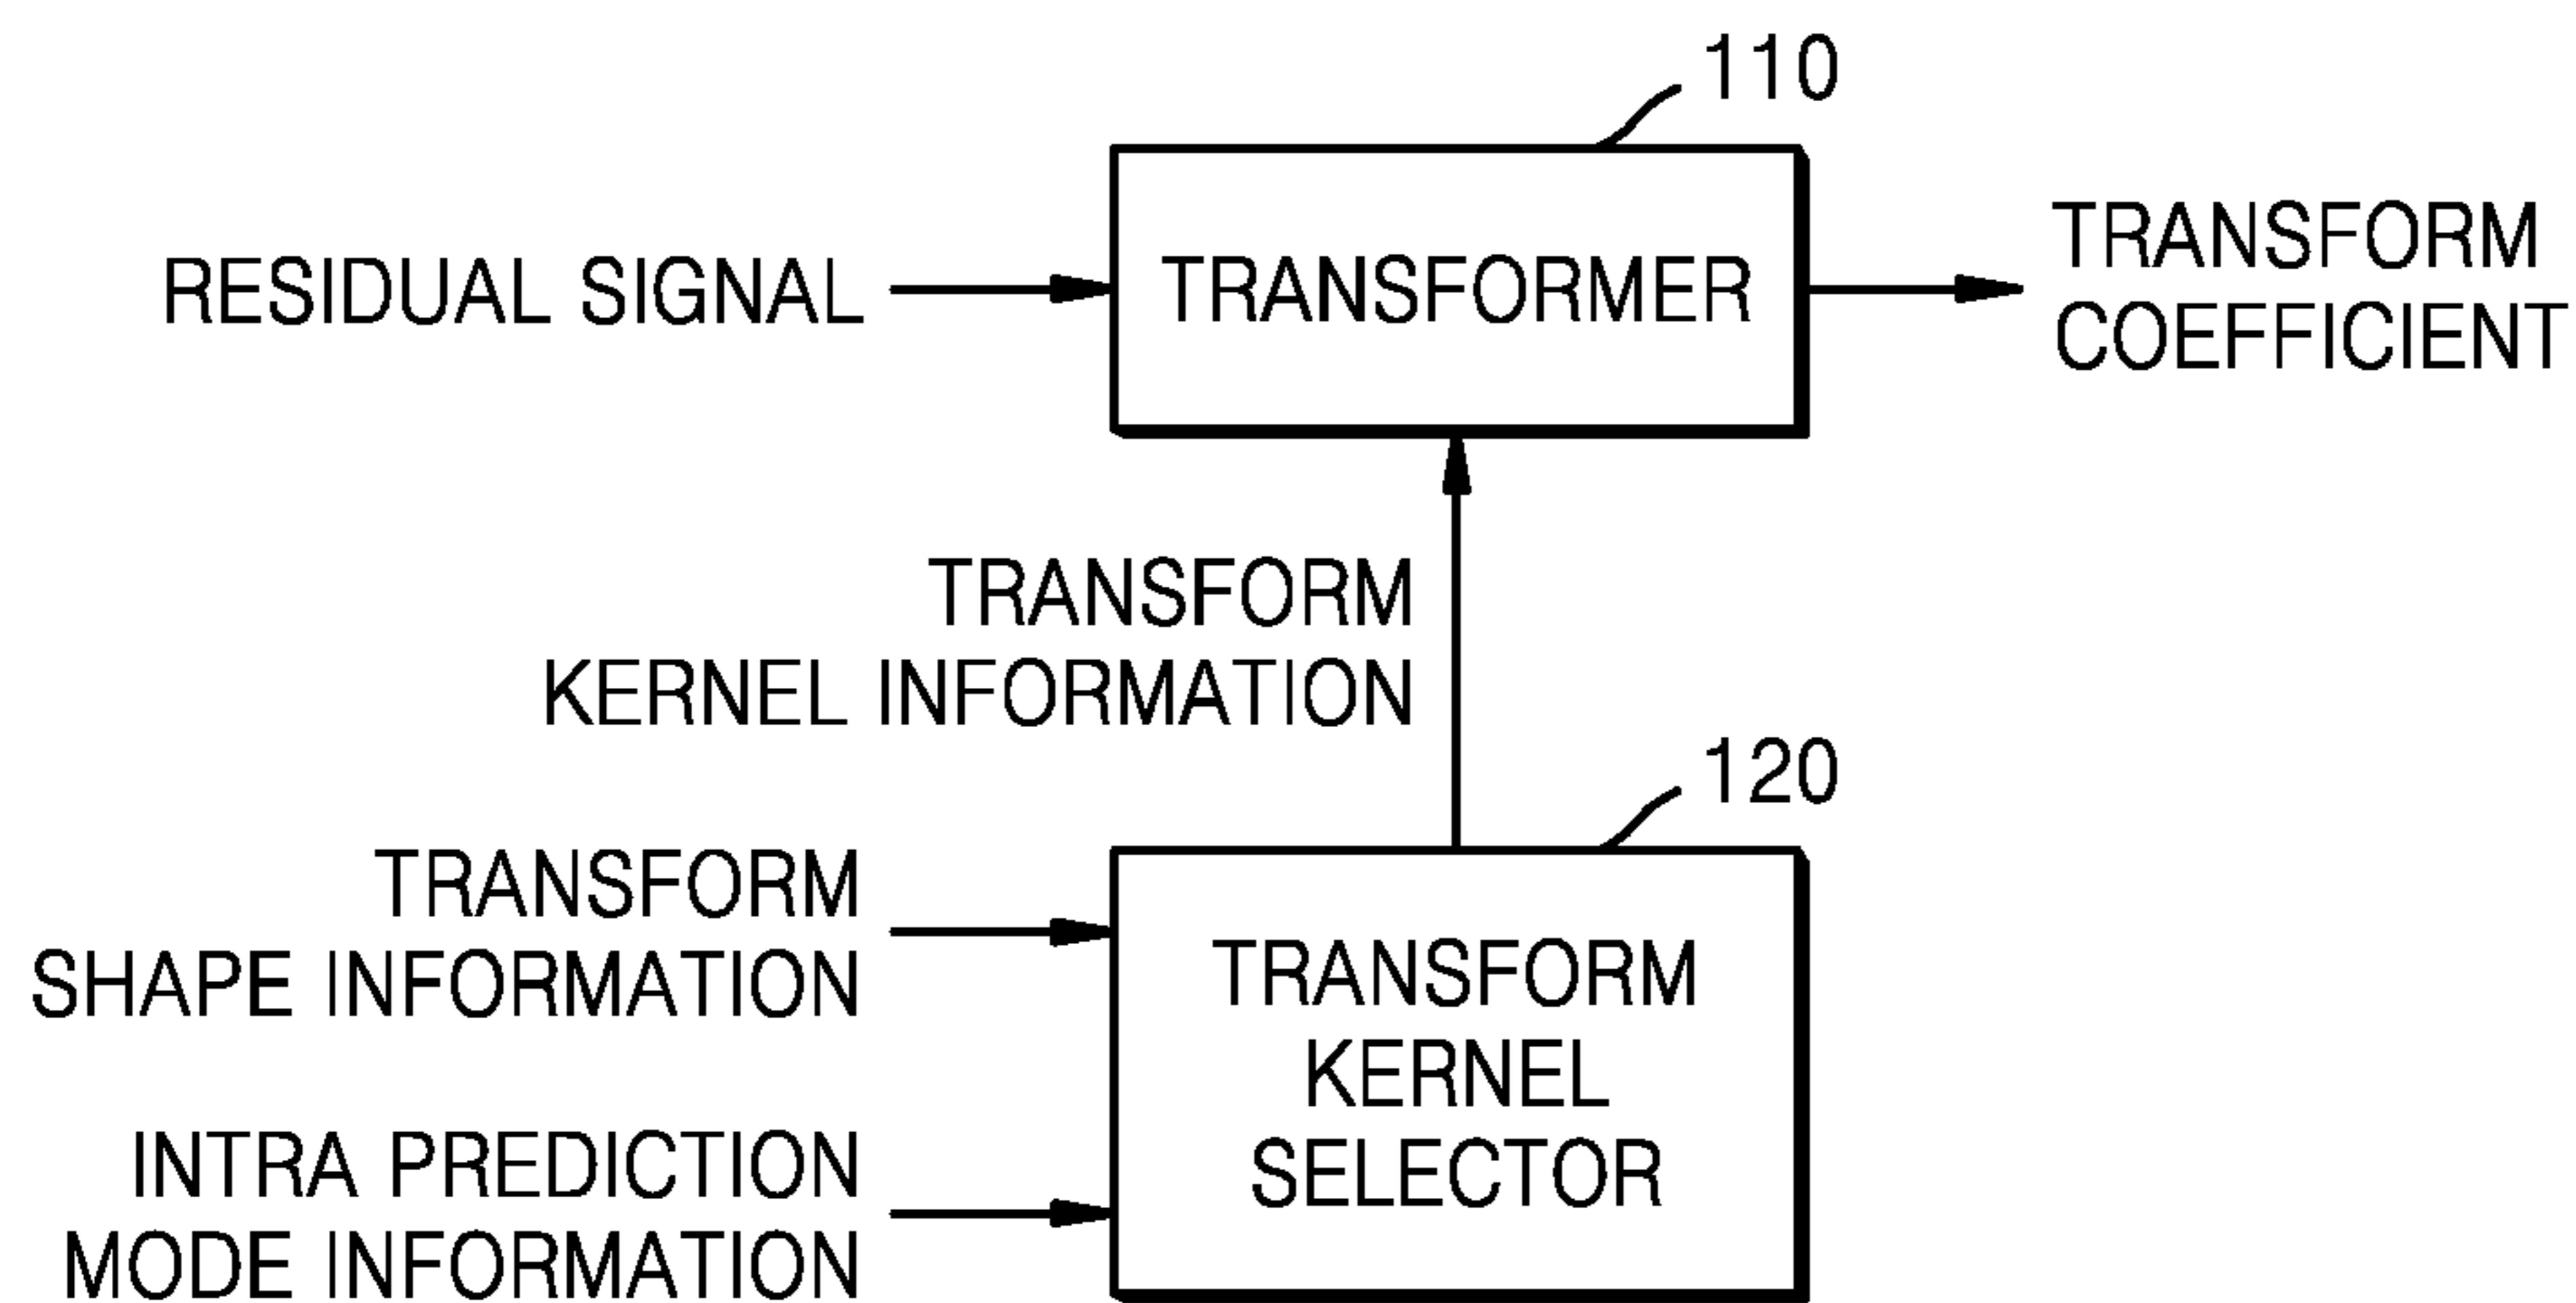 110
RESIDUAL SIGNAL
TRANSFORMER
TRANSFORM
COEFFICIENT
TRANSFORM
KERNEL INFORMATION
120
TRANSFORM
SHAPE INFORMATION
INTRA PREDICTION
MODE INFORMATION
TRANSFORM
KERNEL
SELECTOR